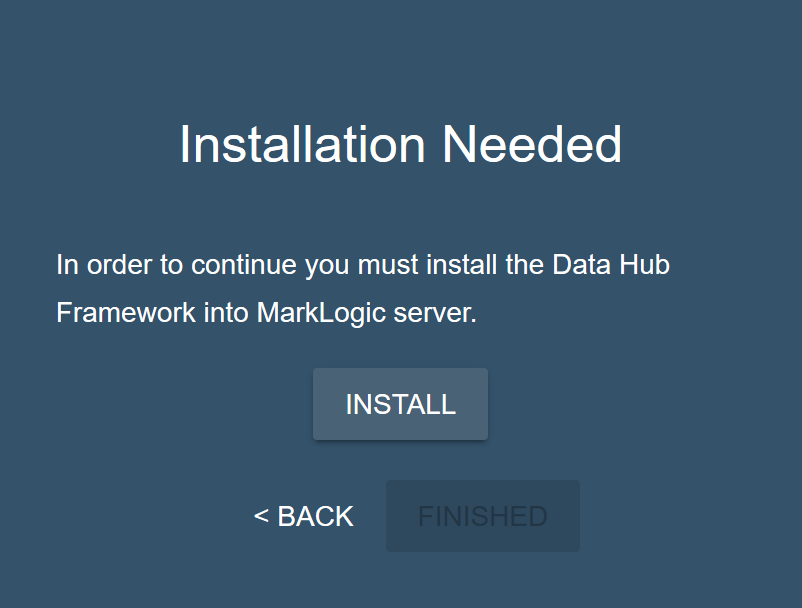 Installation Needed
In order to continue you must install the Data Hub
Framework into MarkLogic server.
INSTALL
< BACK
FINISHED